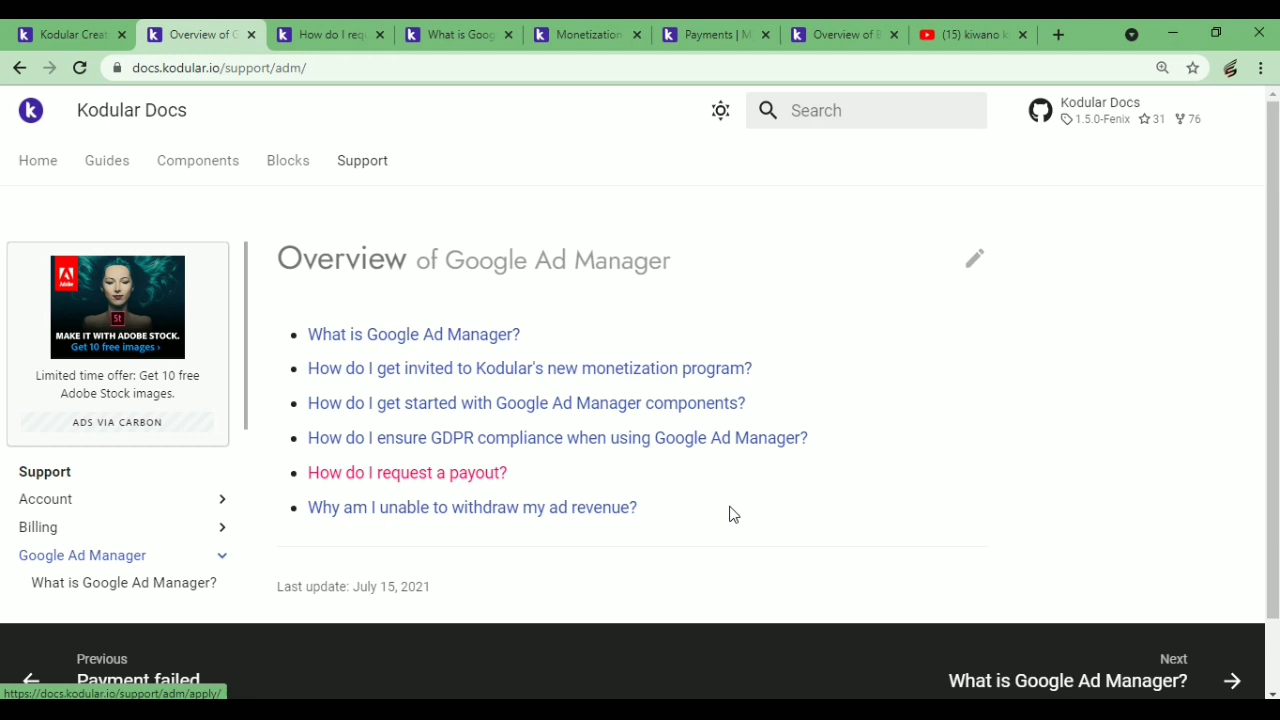 Kodular Creat
Overview of G
How do I requ
What is Goog
Monetization
Payments | M
Overview of B
(15) kiwano k
docs.kodular.io/support/adm/
Kodular Docs
Search
Kodular Docs
1.5.0-Fenix 31 76
Home Guides Components Blocks Support
MAKE IT WITH ADOBE STOCK.
Get 10 free images ›
Limited time offer: Get 10 free
Adobe Stock images.
ADS VIA CARBON
Support
Account
Billing
Google Ad Manager
What is Google Ad Manager?
Overview of Google Ad Manager
What is Google Ad Manager?
How do I get invited to Kodular's new monetization program?
How do I get started with Google Ad Manager components?
How do I ensure GDPR compliance when using Google Ad Manager?
How do I request a payout?
Why am I unable to withdraw my ad revenue?
Last update: July 15, 2021
Previous
Payment failed
Next
What is Google Ad Manager?
https://docs.kodular.io/support/adm/apply/